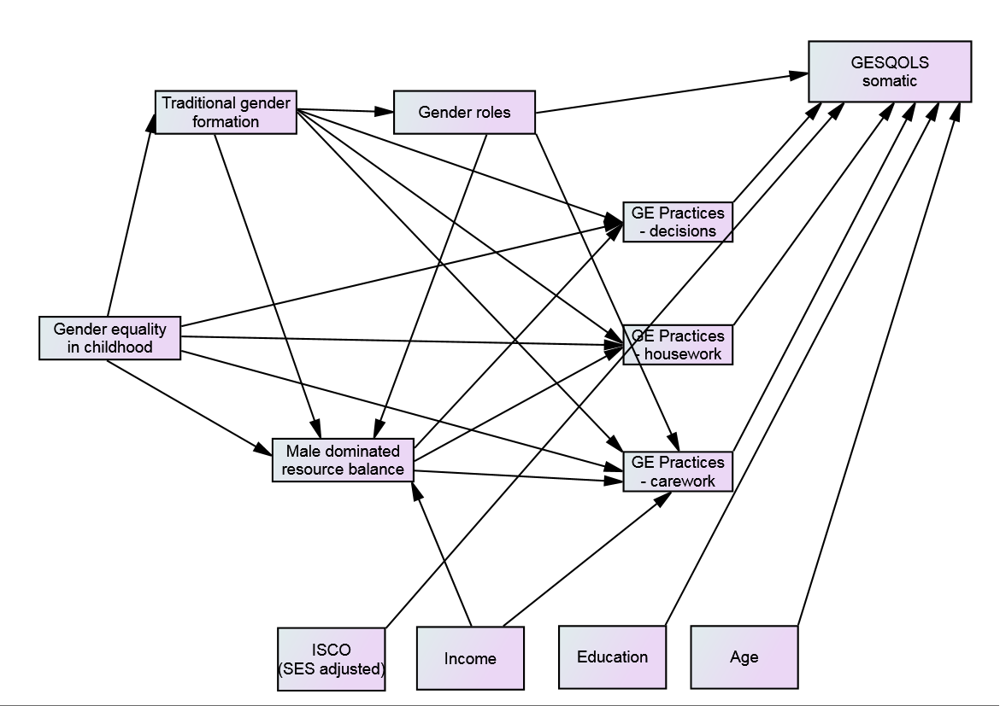 GESQOLS
somatic
Traditional gender
formation
Gender roles
GE Practices
- decisions
Gender equality
in childhood
GE Practices
- housework
Male dominated
resource balance
GE Practices
- carework
ISCO
(SES adjusted)
Income
Education
Age